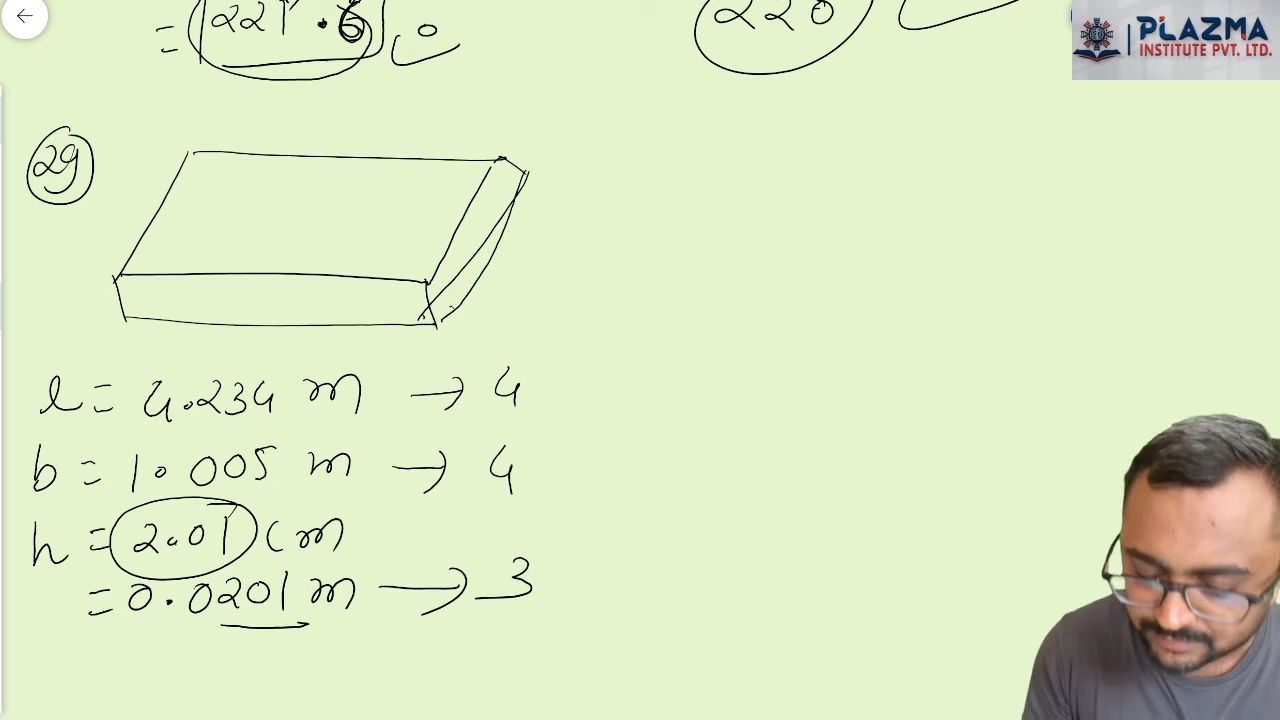 = 221.6
220
PLAZMA
INSTITUTE PVT. LTD.
29
l = 4.234 m → 4
b = 1.005 m → 4
h = 2.01 cm
= 0.0201 m → 3